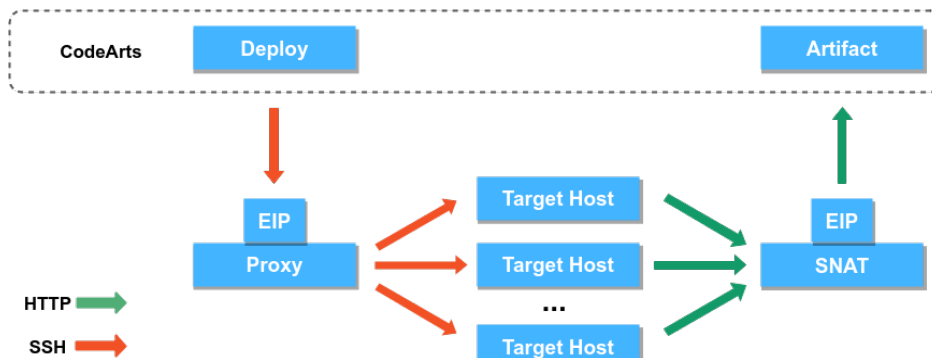 CodeArts
Deploy
Artifact
EIP
Proxy
Target Host
Target Host
...
Target Host
EIP
SNAT
HTTP
SSH